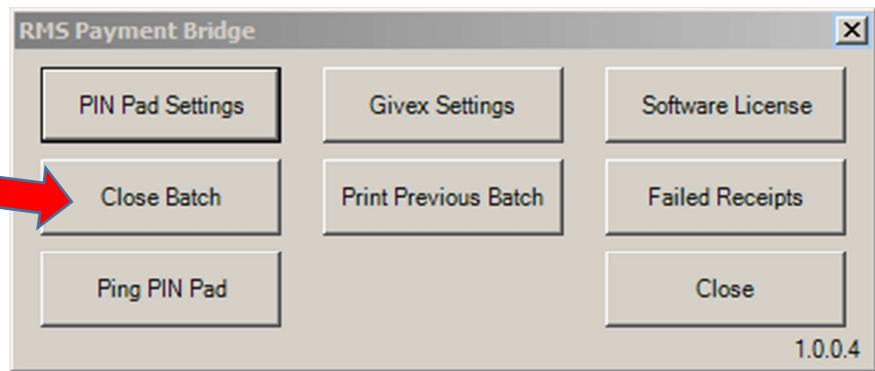 RMS Payment Bridge
PIN Pad Settings
Givex Settings
Software License
Close Batch
Print Previous Batch
Failed Receipts
Ping PIN Pad
Close
1.0.0.4